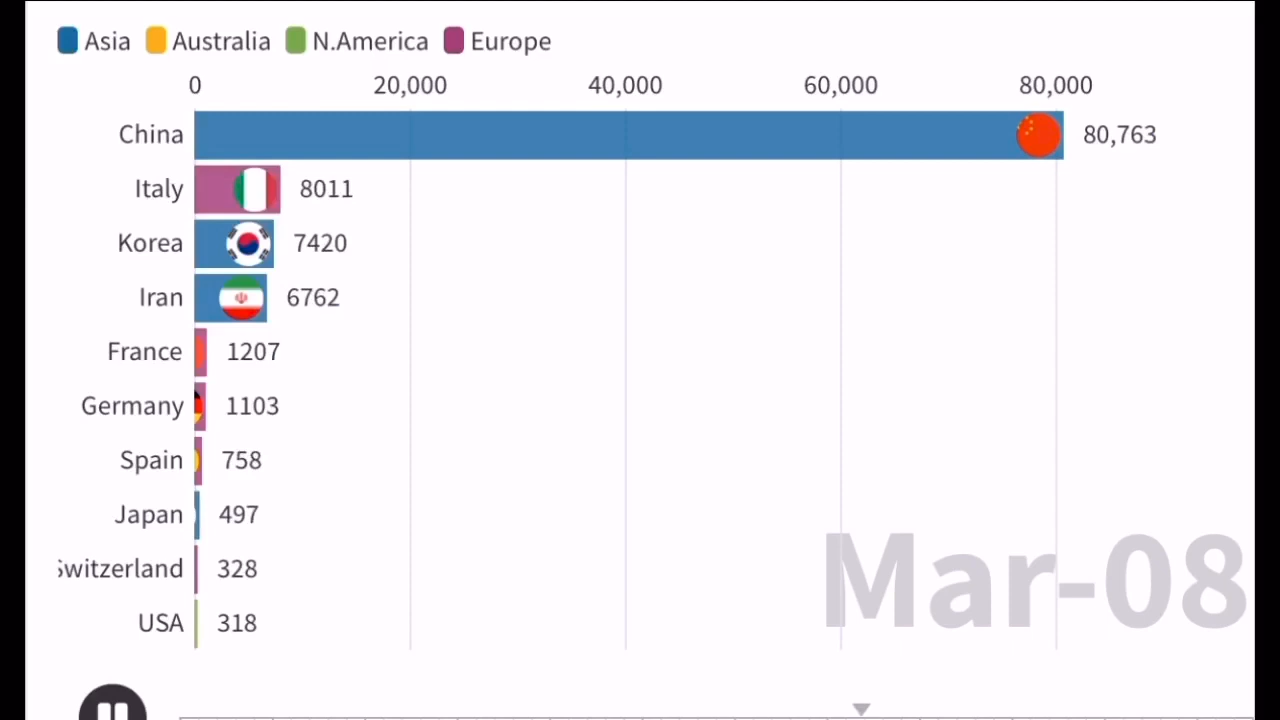 Asia Australia N.America Europe
0 20,000 40,000 60,000 80,000
China 80,763
Italy 8011
Korea 7420
Iran 6762
France 1207
Germany 1103
Spain 758
Japan 497
Switzerland 328
USA 318
Mar-08